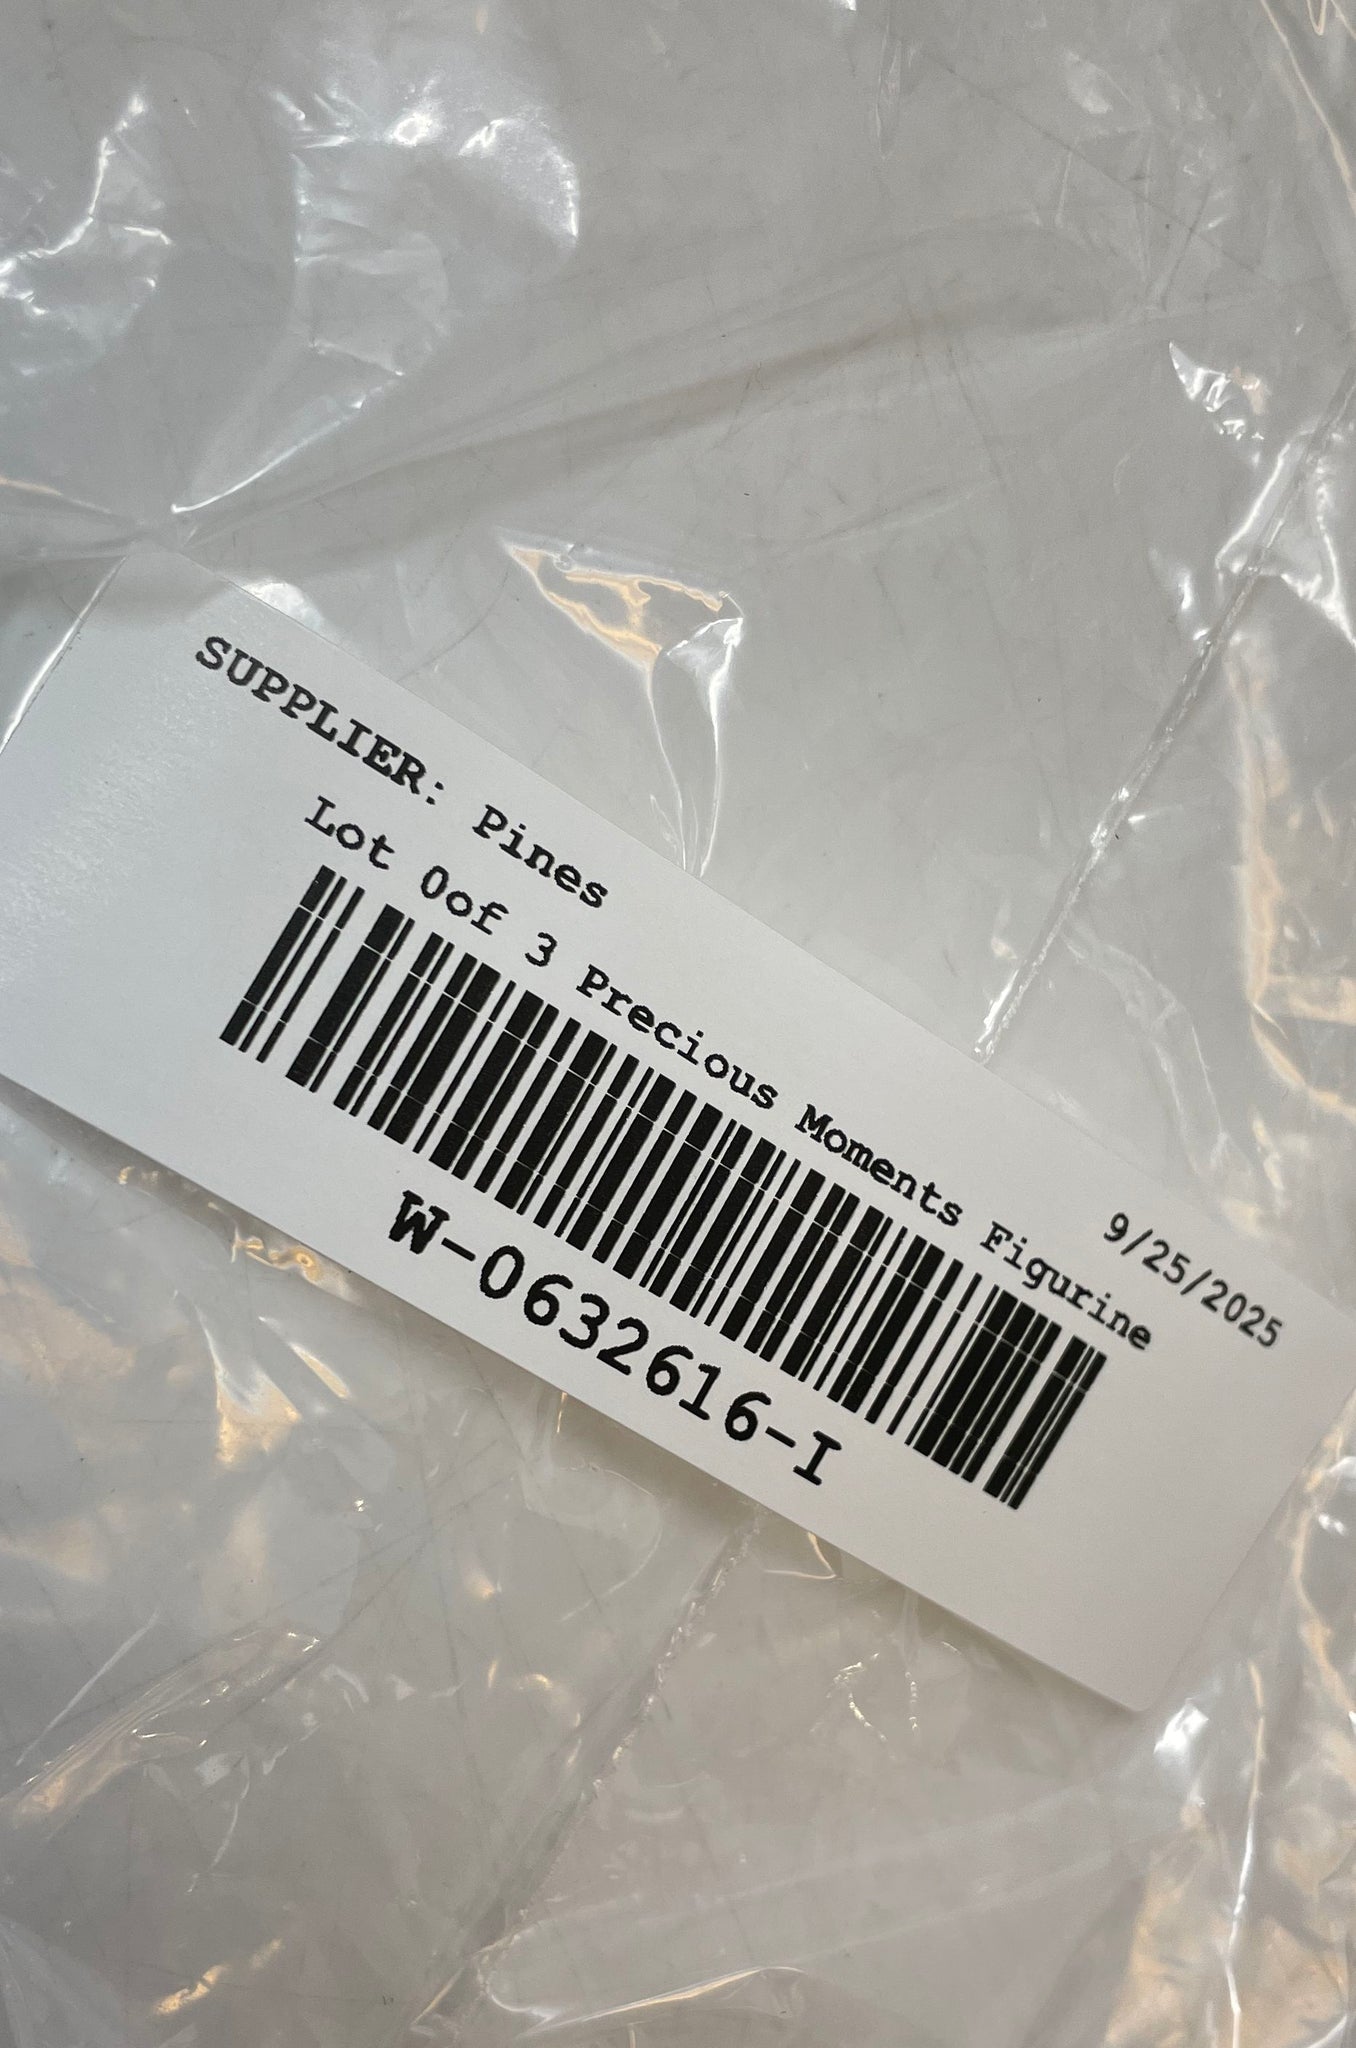 SUPPLIER: Pines
9/25/2025
Lot 0of 3 Precious Moments Figurine
W-0632616-I